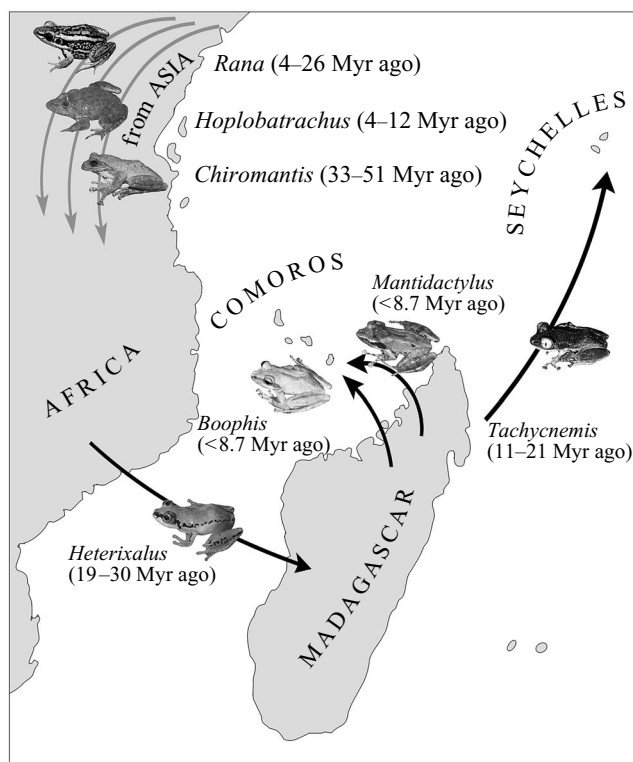 Rana (4–26 Myr ago)
from ASIA
Hoplobatrachus (4–12 Myr ago)
Chiromantis (33–51 Myr ago)
SEYCHELLES
COMOROS
Mantidactylus
(<8.7 Myr ago)
AFRICA
Boophis
(<8.7 Myr ago)
Tachycnemis
(11–21 Myr ago)
Heterixalus
(19–30 Myr ago)
MADAGASCAR